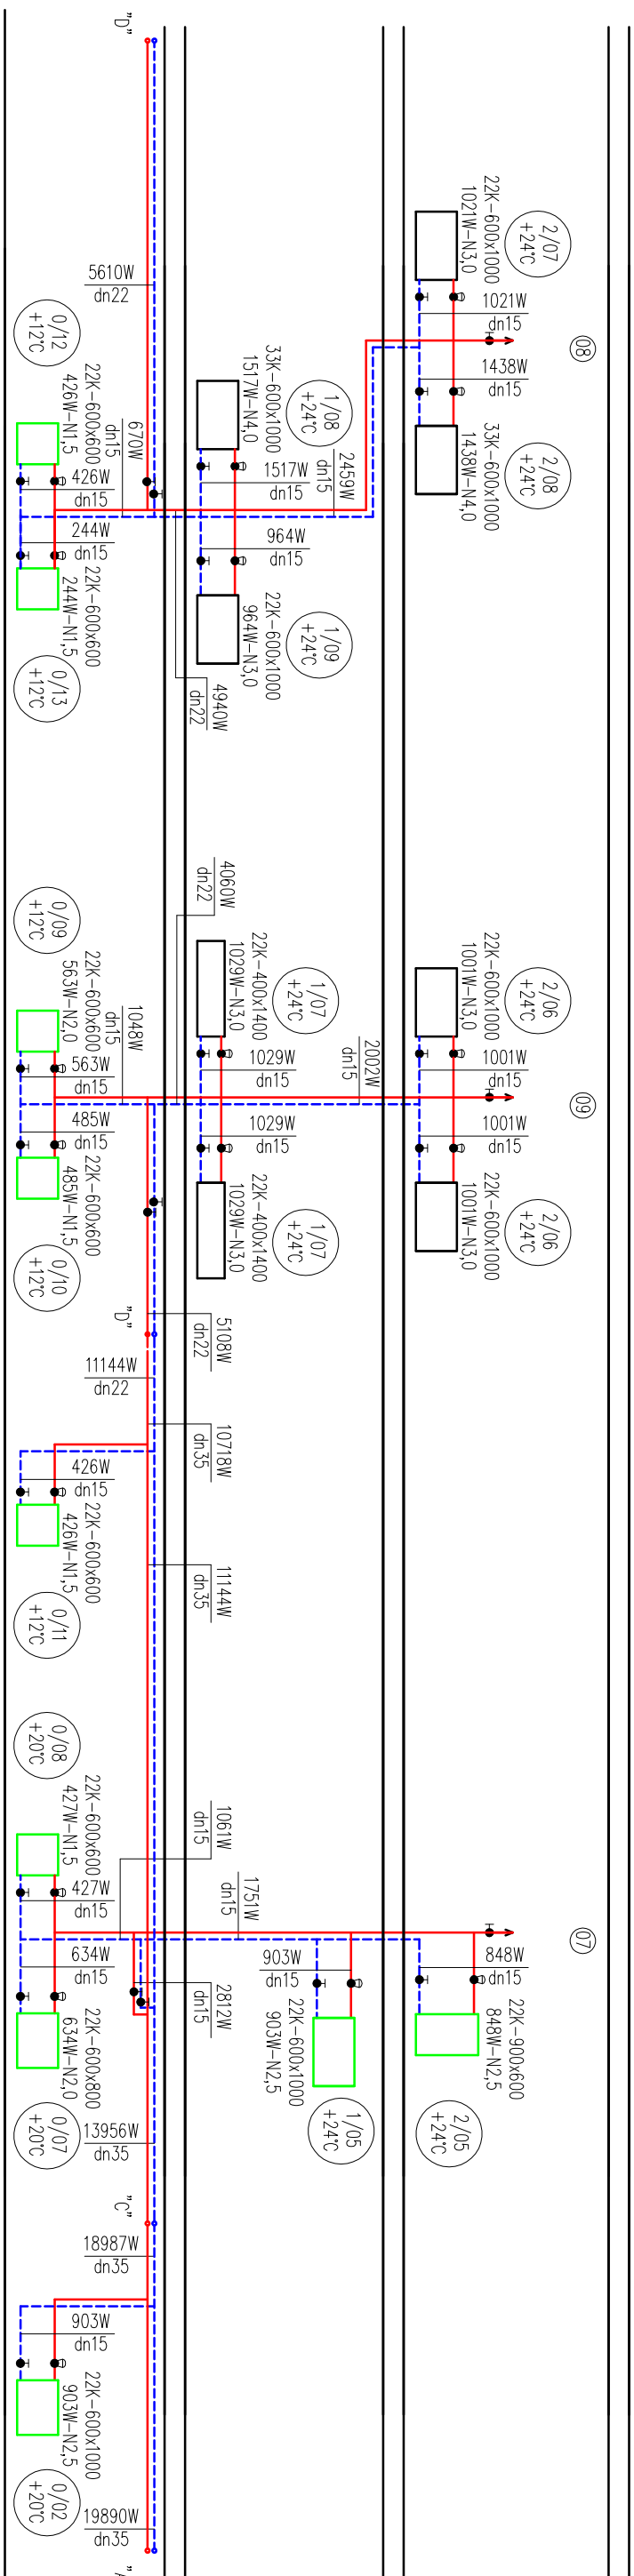 "D"
5610W
dn22
2/07
+24°C
22K-600x1000
1021W-N3,0
1021W
dn15
08
1438W
dn15
33K-600x1000
1438W-N4,0
2/08
+24°C
1/08
+24°C
33K-600x1000
1517W-N4,0
1517W
dn15
2459W
dn15
964W
dn15
22K-600x1000
964W-N3,0
1/09
+24°C
0/12
+12°C
22K-600x600
426W-N1,5
426W
dn15
670W
dn15
244W
dn15
22K-600x600
244W-N1,5
0/13
+12°C
4940W
dn22
4060W
dn22
2/06
+24°C
22K-600x1000
1001W-N3,0
1001W
dn15
09
1001W
dn15
22K-600x1000
1001W-N3,0
2/06
+24°C
1/07
+24°C
22K-400x1400
1029W-N3,0
1029W
dn15
2002W
dn15
1029W
dn15
22K-400x1400
1029W-N3,0
1/07
+24°C
0/09
+12°C
22K-600x600
563W-N2,0
563W
dn15
1048W
dn15
485W
dn15
22K-600x600
485W-N1,5
0/10
+12°C
"D"
5108W
dn22
11144W
dn22
10718W
dn35
426W
dn15
22K-600x600
426W-N1,5
0/11
+12°C
11144W
dn35
0/08
+20°C
22K-600x600
427W-N1,5
427W
dn15
1061W
dn15
1751W
dn15
07
634W
dn15
22K-600x800
634W-N2,0
0/07
+20°C
2812W
dn15
903W
dn15
22K-600x1000
903W-N2,5
1/05
+24°C
848W
dn15
22K-900x600
848W-N2,5
2/05
+24°C
13956W
dn35
"C"
18987W
dn35
903W
dn15
22K-600x1000
903W-N2,5
0/02
+20°C
19890W
dn35